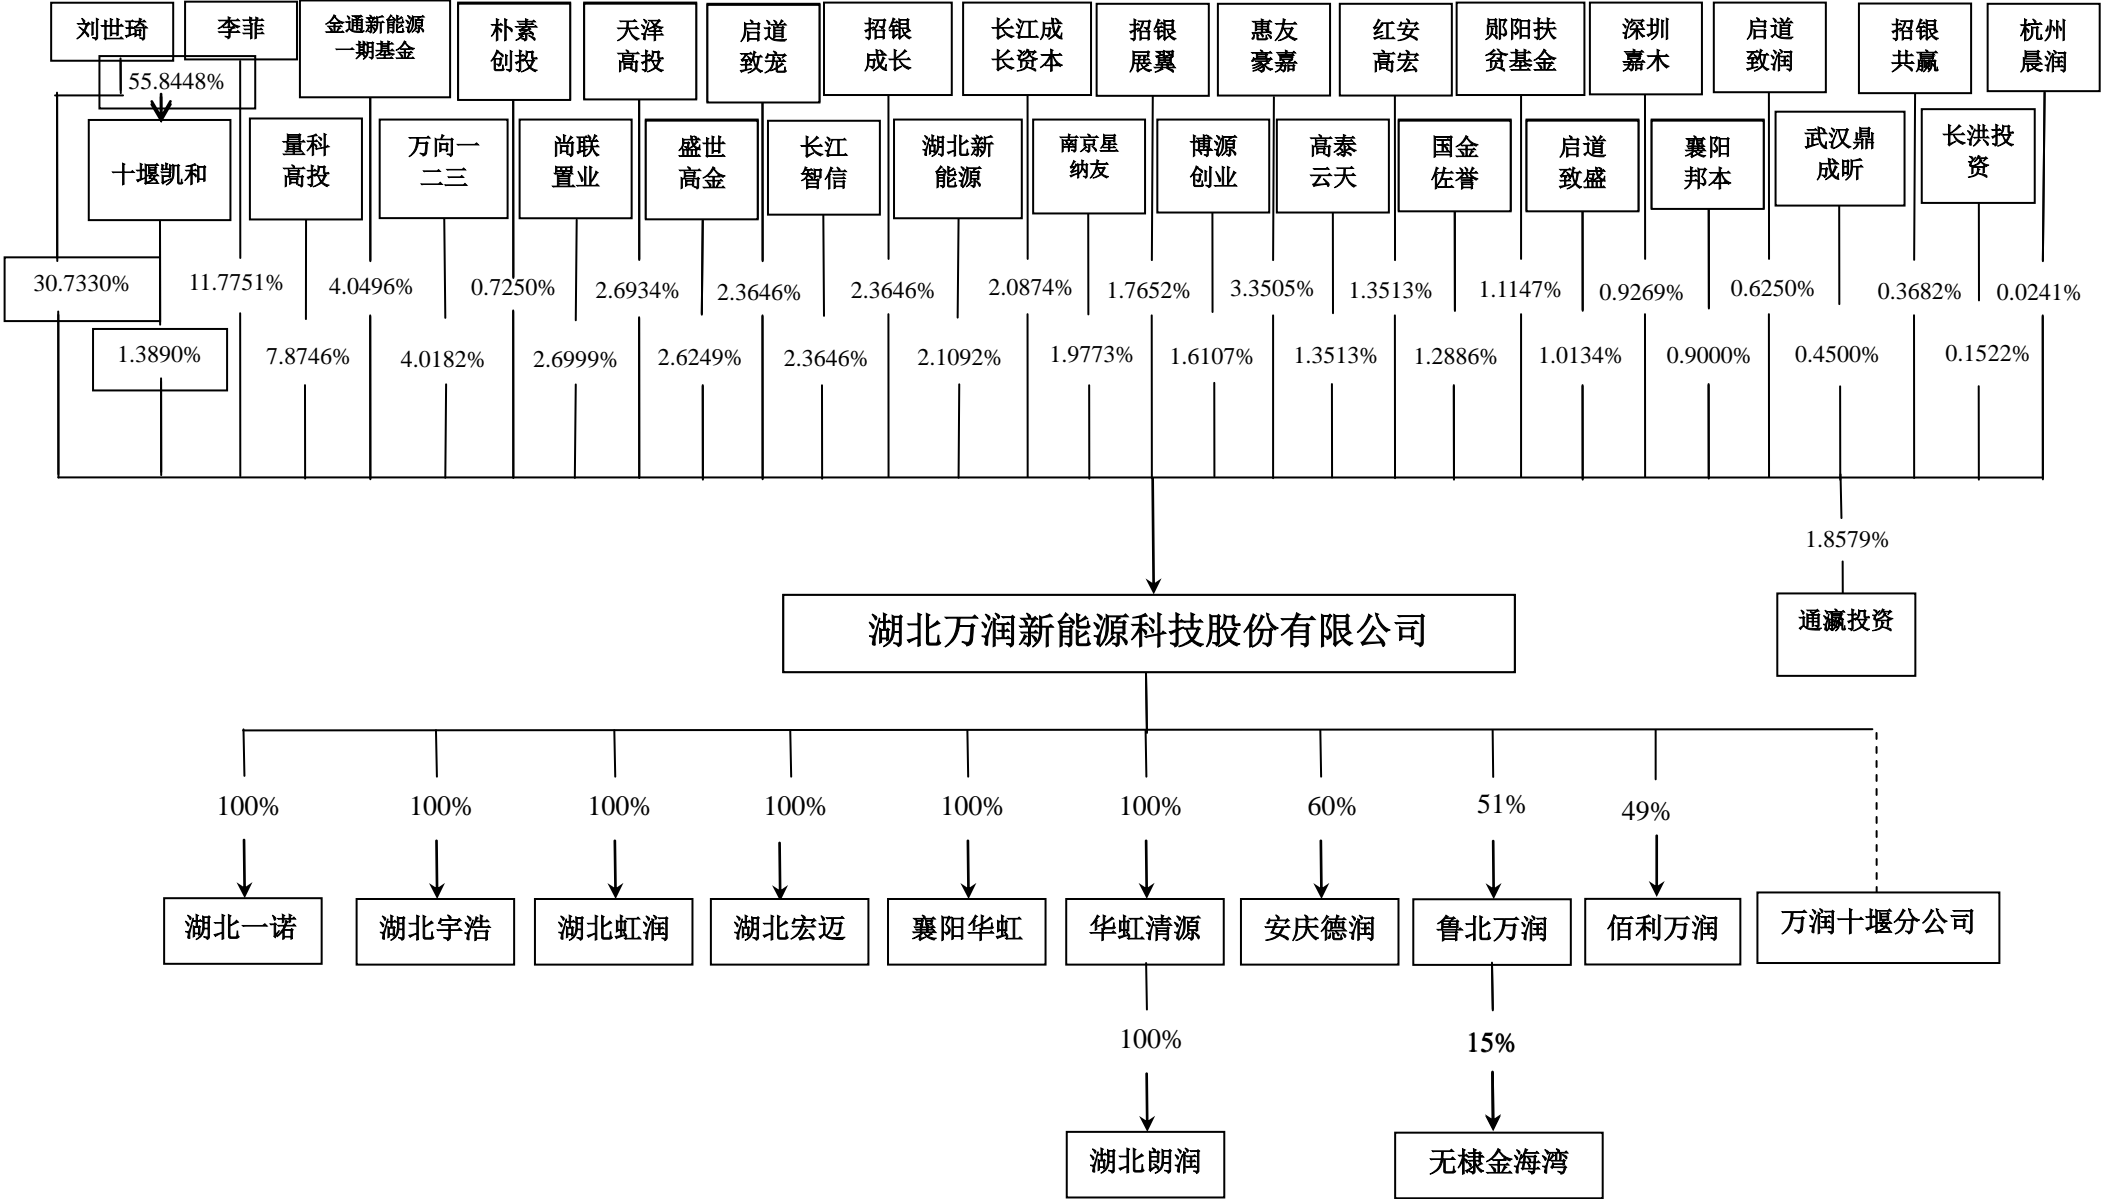 刘世琦
李菲
金通新能源
一期基金
朴素
创投
天泽
高投
启道
致宠
招银
成长
长江成
长资本
招银
展翼
惠友
豪嘉
红安
高宏
郧阳扶
贫基金
深圳
嘉木
启道
致润
招银
共赢
杭州
晨润
55.8448%
十堰凯和
量科
高投
万向一
二三
尚联
置业
盛世
高金
长江
智信
湖北新
能源
南京星
纳友
博源
创业
高泰
云天
国金
佐誉
启道
致盛
襄阳
邦本
武汉鼎
成昕
长洪投
资
30.7330%
11.7751%
4.0496%
0.7250%
2.6934%
2.3646%
2.3646%
2.0874%
1.7652%
3.3505%
1.3513%
1.1147%
0.9269%
0.6250%
0.3682%
0.0241%
1.3890%
7.8746%
4.0182%
2.6999%
2.6249%
2.3646%
2.1092%
1.9773%
1.6107%
1.3513%
1.2886%
1.0134%
0.9000%
0.4500%
0.1522%
1.8579%
湖北万润新能源科技股份有限公司
通瀛投资
100%
100%
100%
100%
100%
100%
60%
51%
49%
湖北一诺
湖北宇浩
湖北虹润
湖北宏迈
襄阳华虹
华虹清源
安庆德润
鲁北万润
佰利万润
万润十堰分公司
100%
15%
湖北朗润
无棣金海湾